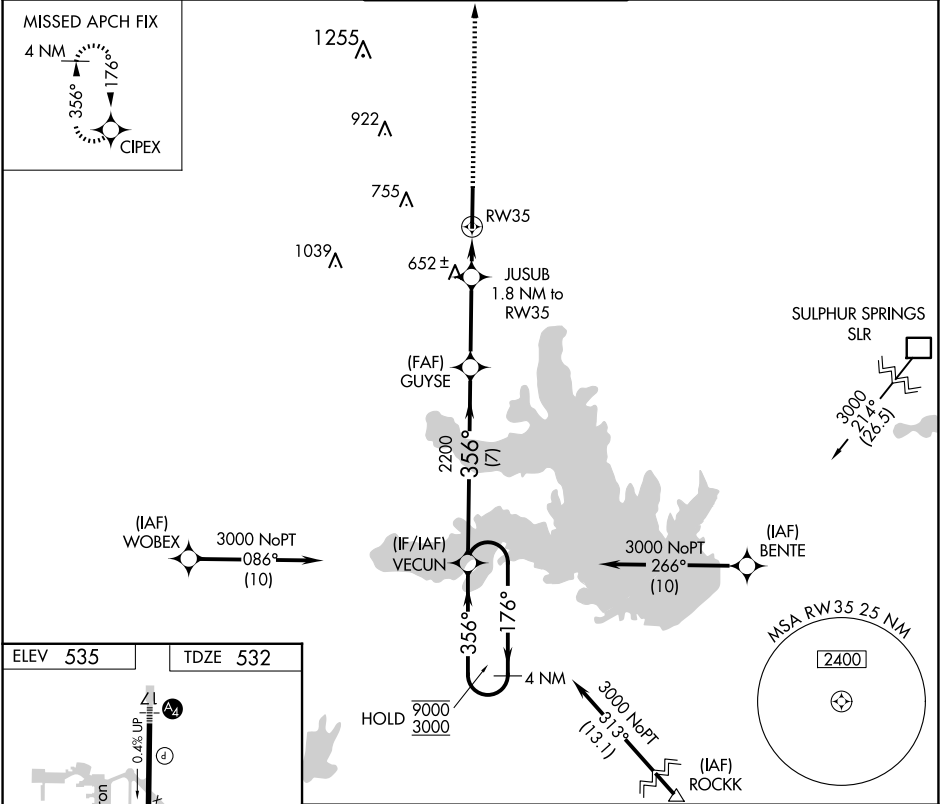 MISSED APCH FIX
4 NM
356°
176°
CIPEX
1255
922
755
1039
652 ±
RW35
JUSUB
1.8 NM to
RW35
(FAF)
GUYSE
SULPHUR SPRINGS
SLR
3000
214°
(26.5)
2200
356°
(7)
(IAF)
WOBEX
3000 NoPT
086°
(10)
(IF/IAF)
VECUN
3000 NoPT
266°
(10)
(IAF)
BENTE
356°
176°
4 NM
HOLD
9000
3000
3000 NoPT
313°
(13.1)
(IAF)
ROCKK
MSA RW35 25 NM
2400
ELEV 535
TDZE 532
17
A4
0.4% UP
P